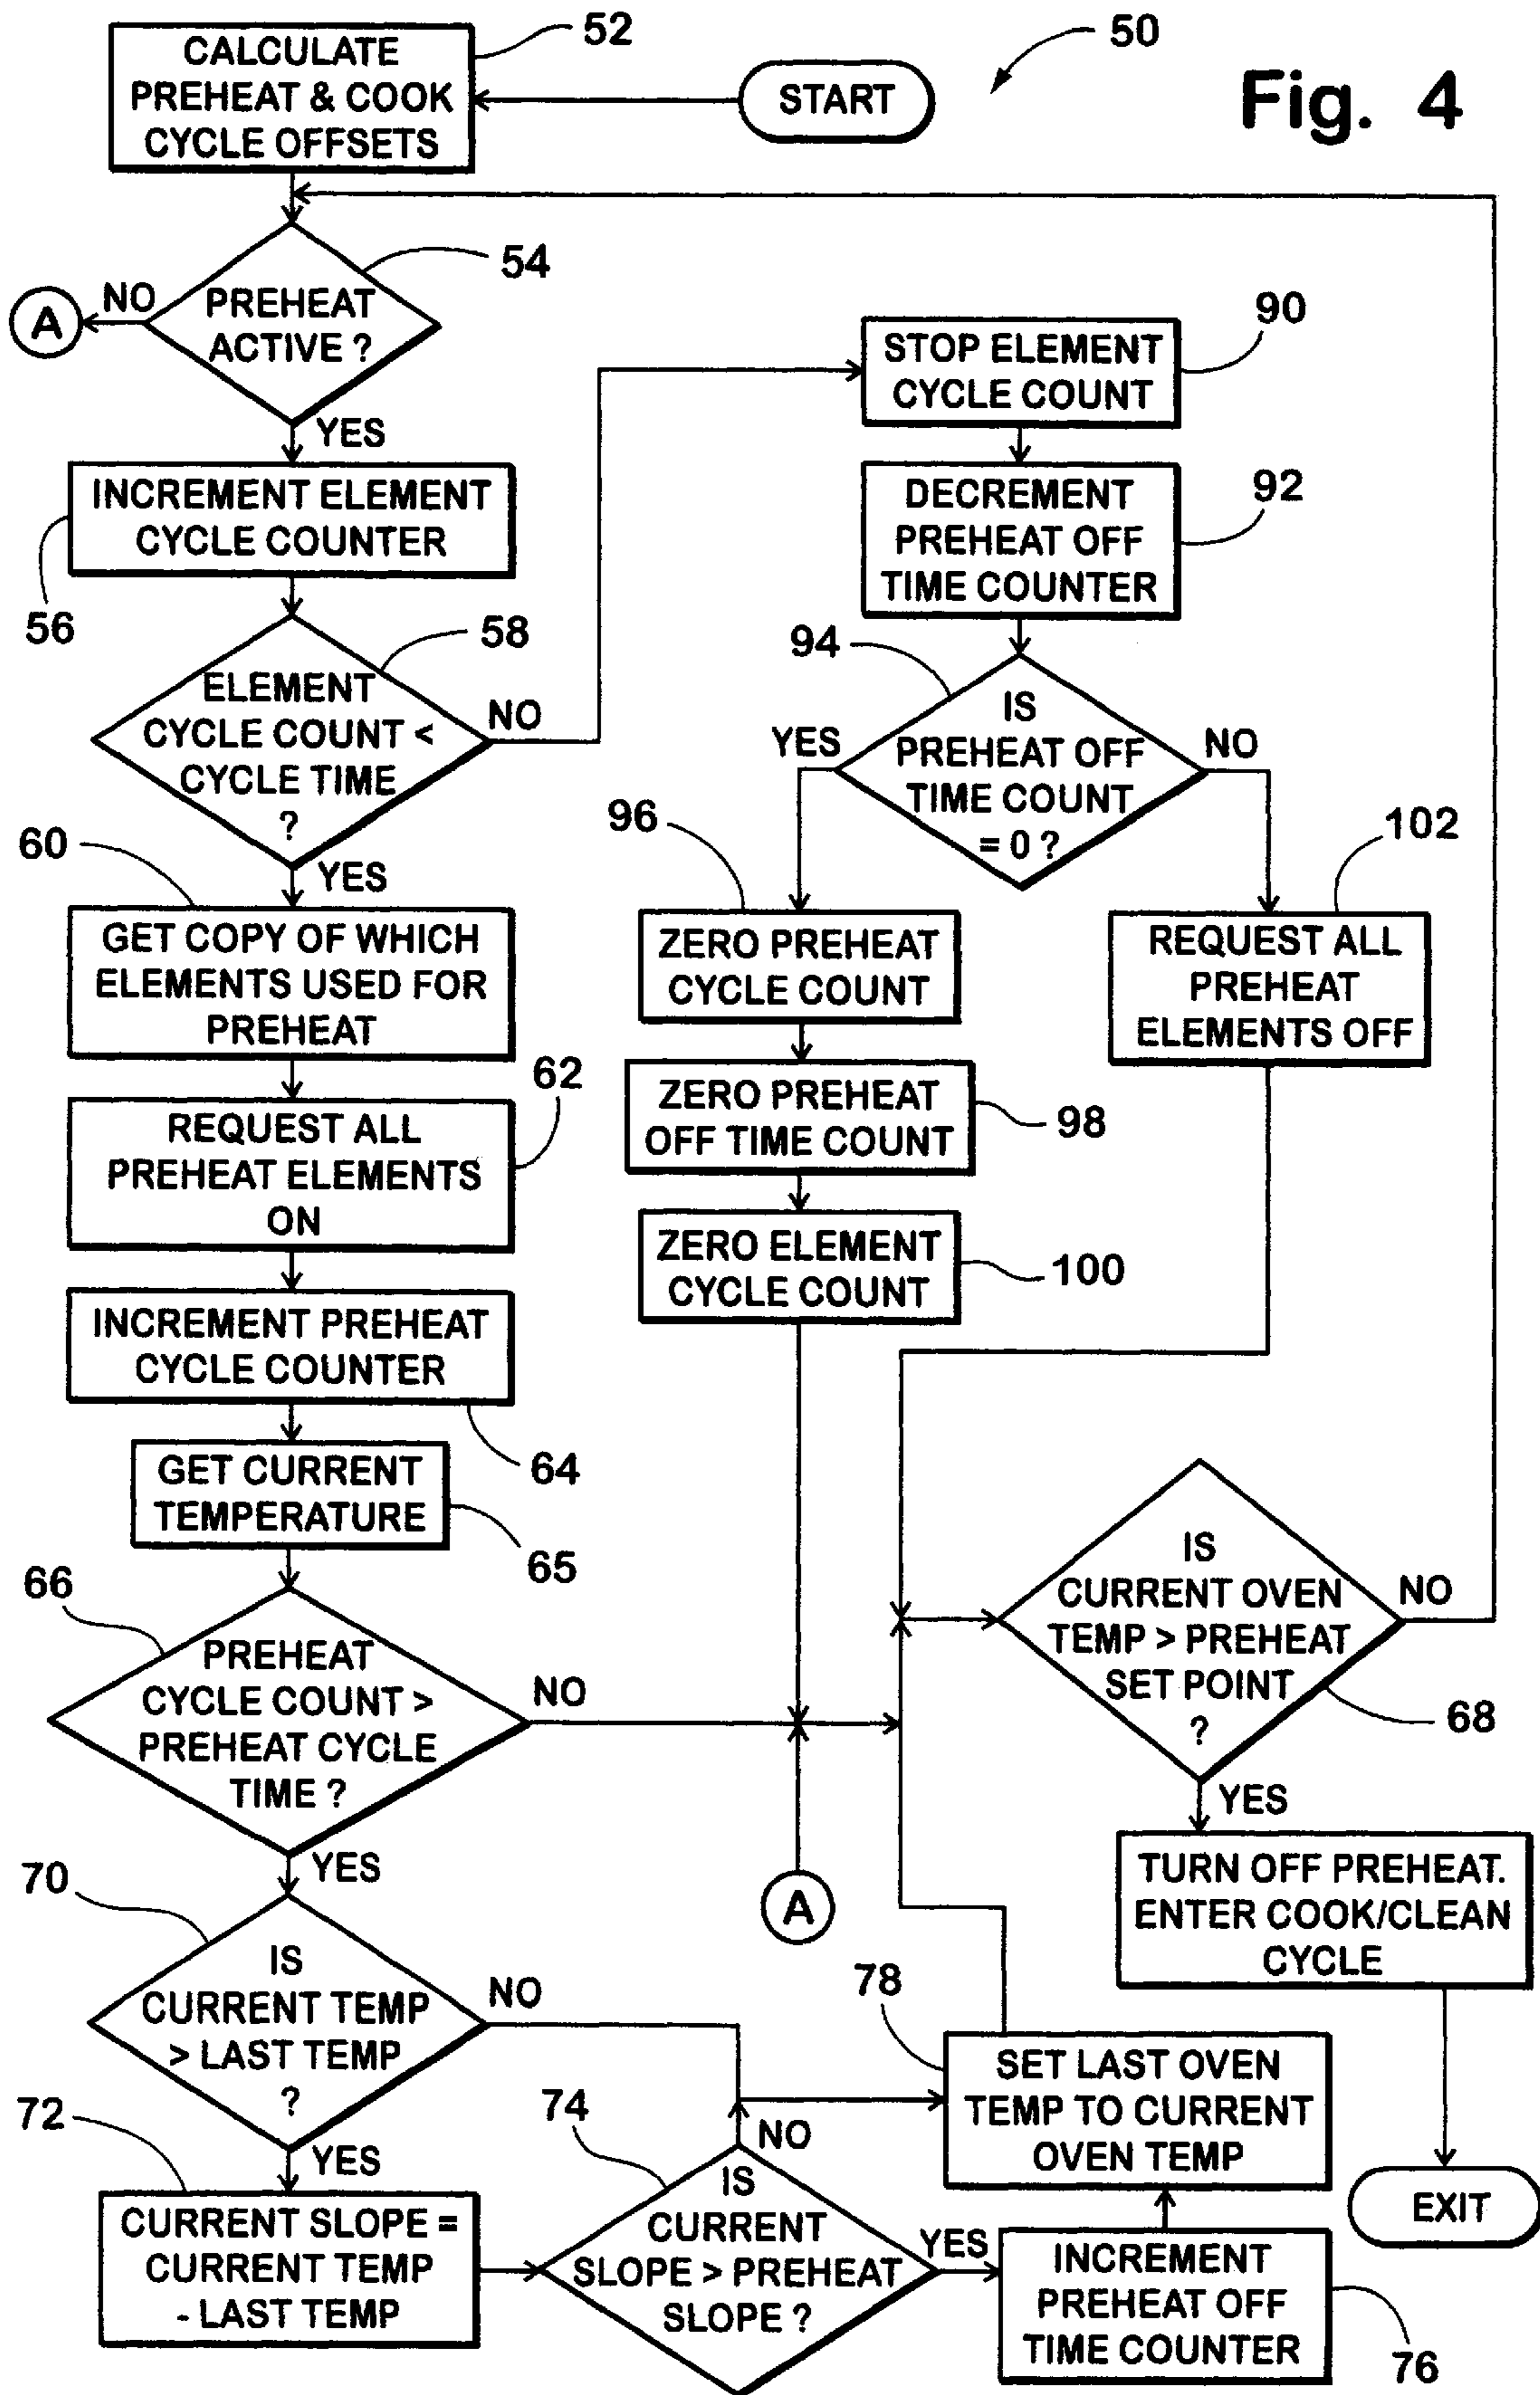 Fig. 4
50
START
52
CALCULATE
PREHEAT & COOK
CYCLE OFFSETS
54
PREHEAT
ACTIVE ?
NO
A
YES
INCREMENT ELEMENT
CYCLE COUNTER
56
58
ELEMENT
CYCLE COUNT <
CYCLE TIME
?
NO
YES
60
GET COPY OF WHICH
ELEMENTS USED FOR
PREHEAT
62
REQUEST ALL
PREHEAT ELEMENTS
ON
INCREMENT PREHEAT
CYCLE COUNTER
64
GET CURRENT
TEMPERATURE
65
66
PREHEAT
CYCLE COUNT >
PREHEAT CYCLE
TIME ?
NO
YES
70
IS
CURRENT TEMP
> LAST TEMP
?
NO
YES
72
CURRENT SLOPE =
CURRENT TEMP
- LAST TEMP
74
IS
CURRENT
SLOPE > PREHEAT
SLOPE ?
NO
YES
INCREMENT
PREHEAT OFF
TIME COUNTER
76
78
SET LAST OVEN
TEMP TO CURRENT
OVEN TEMP
STOP ELEMENT
CYCLE COUNT
90
DECREMENT
PREHEAT OFF
TIME COUNTER
92
94
IS
PREHEAT OFF
TIME COUNT
= 0 ?
YES
NO
96
ZERO PREHEAT
CYCLE COUNT
ZERO PREHEAT
OFF TIME COUNT
98
ZERO ELEMENT
CYCLE COUNT
100
102
REQUEST ALL
PREHEAT
ELEMENTS OFF
A
IS
CURRENT OVEN
TEMP > PREHEAT
SET POINT
?
68
NO
YES
TURN OFF PREHEAT.
ENTER COOK/CLEAN
CYCLE
EXIT